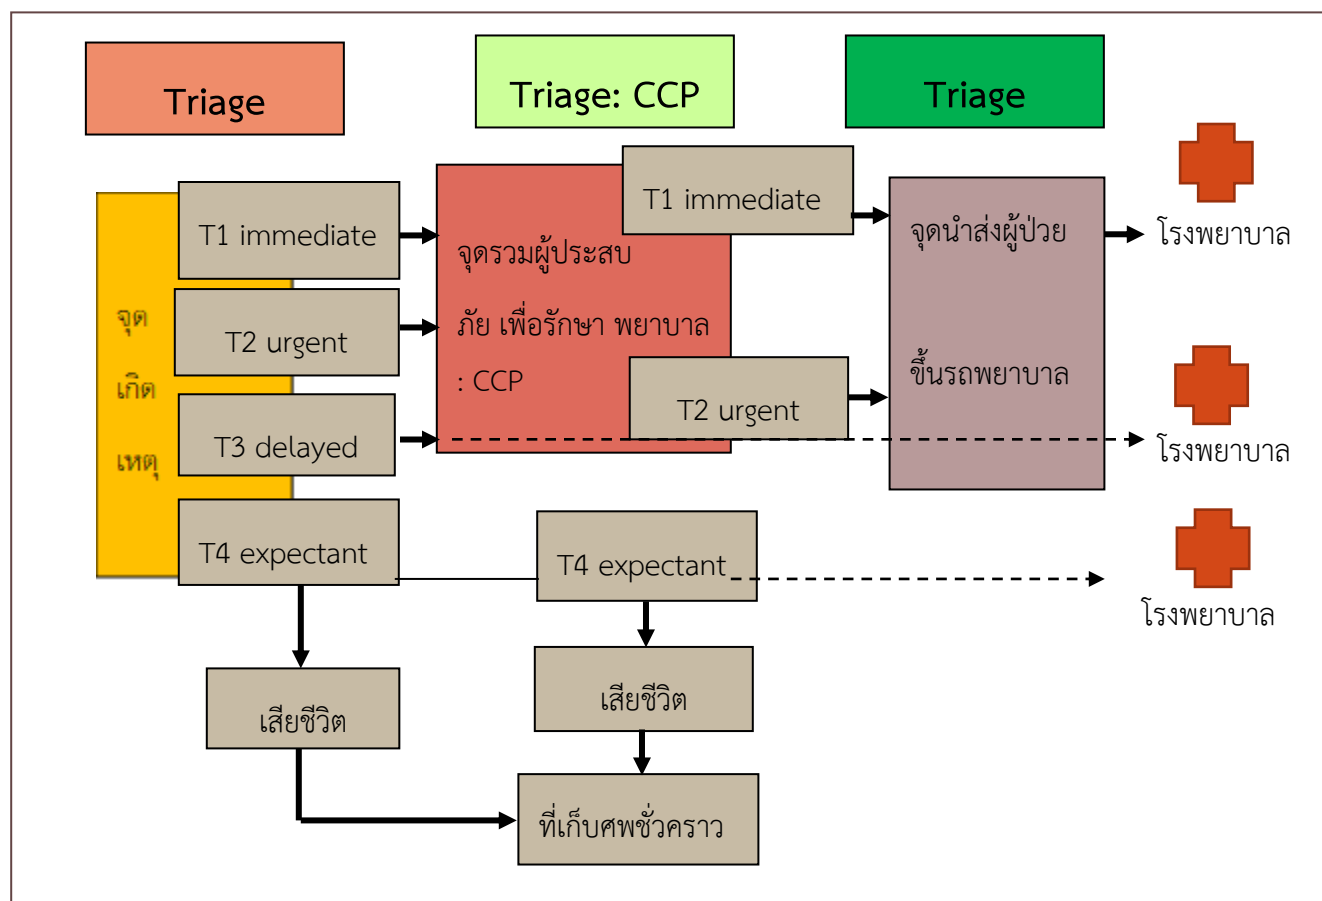 Triage
Triage: CCP
Triage
จุด
เกิด
เหตุ
T1 immediate
T2 urgent
T3 delayed
T4 expectant
จุดรวมผู้ประสบ
ภัย เพื่อรักษา พยาบาล
: CCP
T1 immediate
T2 urgent
จุดนำส่งผู้ป่วย
ขึ้นรถพยาบาล
โรงพยาบาล
โรงพยาบาล
โรงพยาบาล
T4 expectant
เสียชีวิต
เสียชีวิต
ที่เก็บศพชั่วคราว